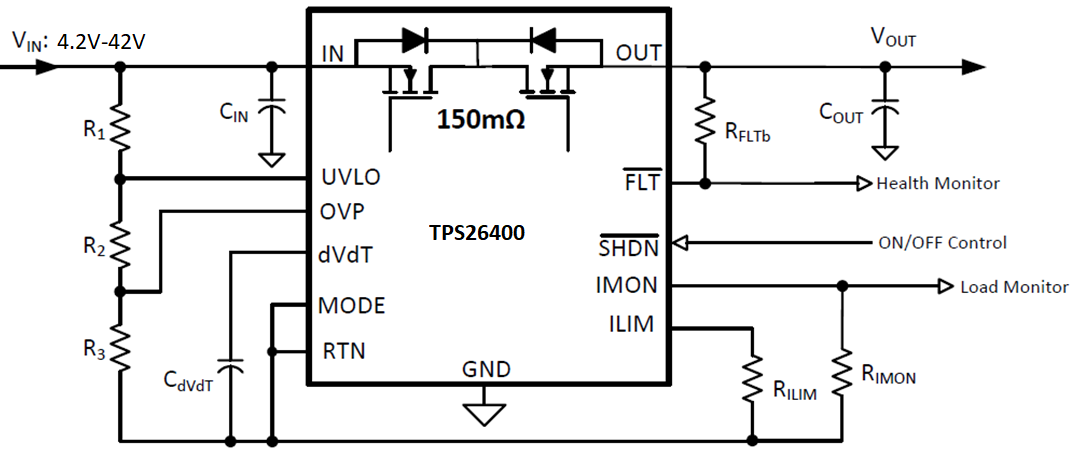 VIN: 4.2V-42V
IN
OUT
VOUT
CIN
150mΩ
RFLTb
COUT
R1
UVLO
FLT
Health Monitor
OVP
TPS26400
R2
dVdT
SHDN
ON/OFF Control
IMON
Load Monitor
MODE
ILIM
R3
RTN
CdVdT
GND
RILIM
RIMON